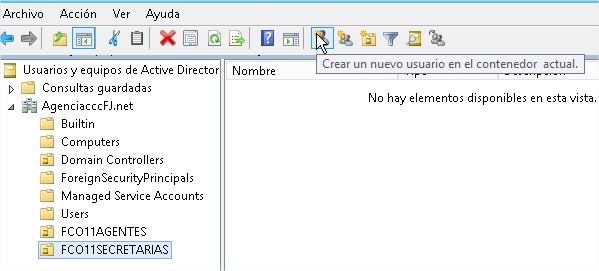 Archivo Acción Ver Ayuda
Crear un nuevo usuario en el contenedor actual.
Usuarios y equipos de Active Director
Nombre
Consultas guardadas
AgenciacccFJ.net
No hay elementos disponibles en esta vista.
Builtin
Computers
Domain Controllers
ForeignSecurityPrincipals
Managed Service Accounts
Users
FCO11AGENTES
FCO11SECRETARIAS